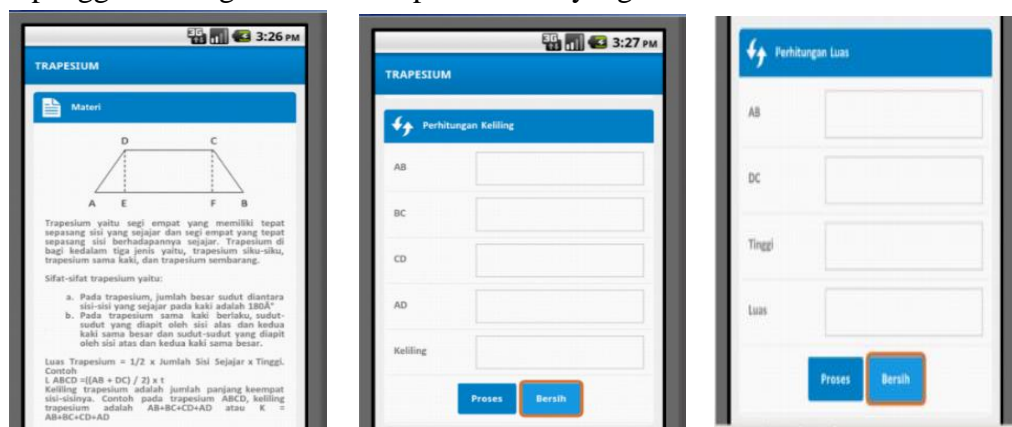 3:26 PM
TRAPESIUM
Materi
D C
A E F B
Trapesium yaitu segi empat yang memiliki tepat
sepasang sisi yang sejajar dan segi empat yang tepat
sepasang sisi berhadapannya sejajar. Trapesium di
bagi kedalam tiga jenis yaitu, trapesium siku-siku,
trapesium sama kaki, dan trapesium sembarang.
Sifat-sifat trapesium yaitu:
a. Pada trapesium, jumlah besar sudut diantara
sisi-sisi yang sejajar pada kaki adalah 180Â°
b. Pada trapesium sama kaki berlaku, sudut-
sudut yang diapit oleh sisi alas dan kedua
kaki sama besar dan sudut-sudut yang diapit
oleh sisi atas dan kedua kaki sama besar.
Luas Trapesium = 1/2 x Jumlah Sisi Sejajar x Tinggi.
Contoh
L ABCD =((AB + DC) / 2) x t
Keliling trapesium adalah jumlah panjang keempat
sisi-sisinya. Contoh pada trapesium ABCD, keliling
trapesium adalah AB+BC+CD+AD atau K =
AB+BC+CD+AD
3G
3:27 PM
TRAPESIUM
Perhitungan Keliling
AB
BC
CD
AD
Keliling
Proses Bersih
Perhitungan Luas
AB
DC
Tinggi
Luas
Proses Bersih